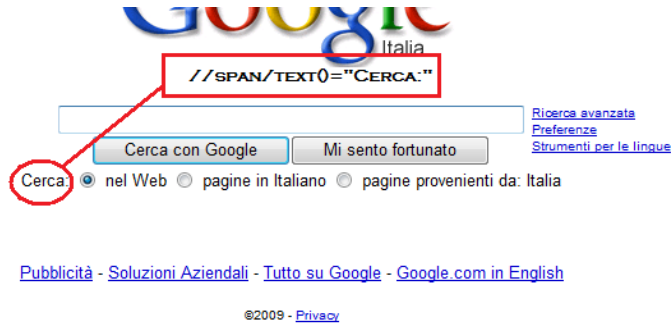 Google
Italia
//SPAN/TEXT()="CERCA:"
Ricerca avanzata
Preferenze
Strumenti per le lingue
Cerca con Google
Mi sento fortunato
Cerca: nel Web pagine in Italiano pagine provenienti da: Italia
Pubblicità - Soluzioni Aziendali - Tutto su Google - Google.com in English
©2009 - Privacy